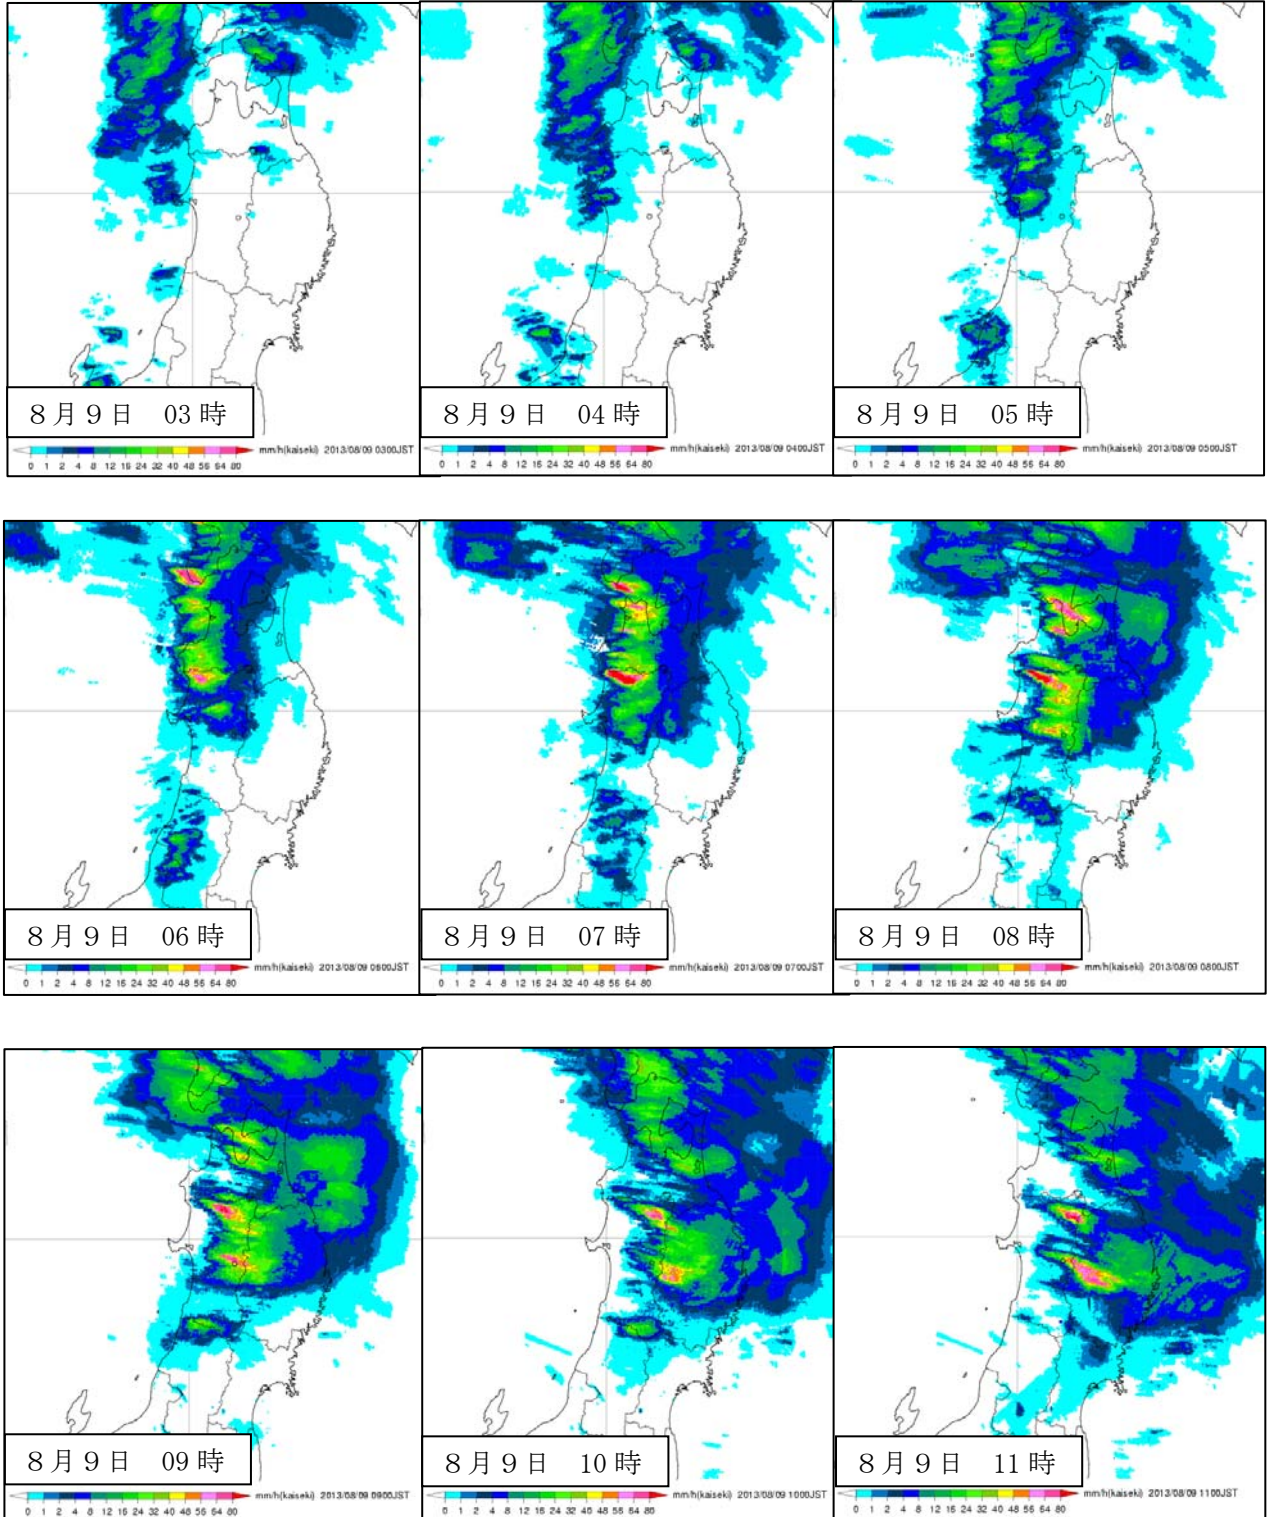 8月9日 03時
8月9日 04時
8月9日 05時
mm/h(kaiseki) 2013/08/09 0300JST
0 1 2 4 8 12 16 24 32 40 48 56 64 80
mm/h(kaiseki) 2013/08/09 0400JST
0 1 2 4 8 12 16 24 32 40 48 56 64 80
mm/h(kaiseki) 2013/08/09 0500JST
0 1 2 4 8 12 16 24 32 40 48 56 64 80
8月9日 06時
8月9日 07時
8月9日 08時
mm/h(kaiseki) 2013/08/09 0600JST
0 1 2 4 8 12 16 24 32 40 48 56 64 80
mm/h(kaiseki) 2013/08/09 0700JST
0 1 2 4 8 12 16 24 32 40 48 56 64 80
mm/h(kaiseki) 2013/08/09 0800JST
0 1 2 4 8 12 16 24 32 40 48 56 64 80
8月9日 09時
8月9日 10時
8月9日 11時
mm/h(kaiseki) 2013/08/09 0900JST
0 1 2 4 8 12 16 24 32 40 48 56 64 80
mm/h(kaiseki) 2013/08/09 1000JST
0 1 2 4 8 12 16 24 32 40 48 56 64 80
mm/h(kaiseki) 2013/08/09 1100JST
0 1 2 4 8 12 16 24 32 40 48 56 64 80